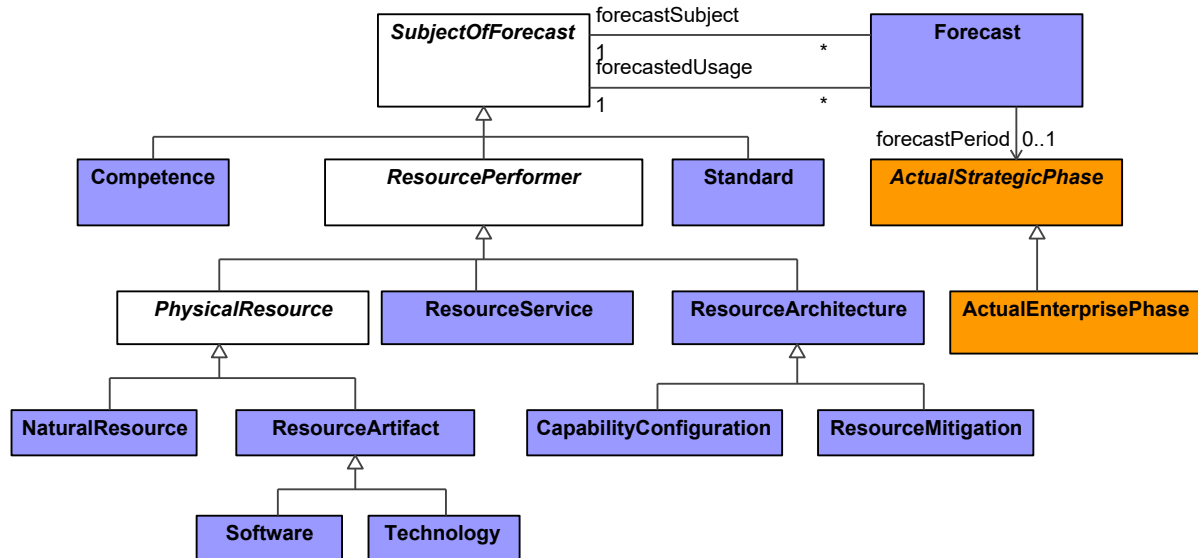 forecastSubject
SubjectOfForecast
Forecast
1
*
forecastedUsage
1
*
forecastPeriod
0..1
Competence
ResourcePerformer
Standard
ActualStrategicPhase
PhysicalResource
ResourceService
ResourceArchitecture
ActualEnterprisePhase
NaturalResource
ResourceArtifact
CapabilityConfiguration
ResourceMitigation
Software
Technology